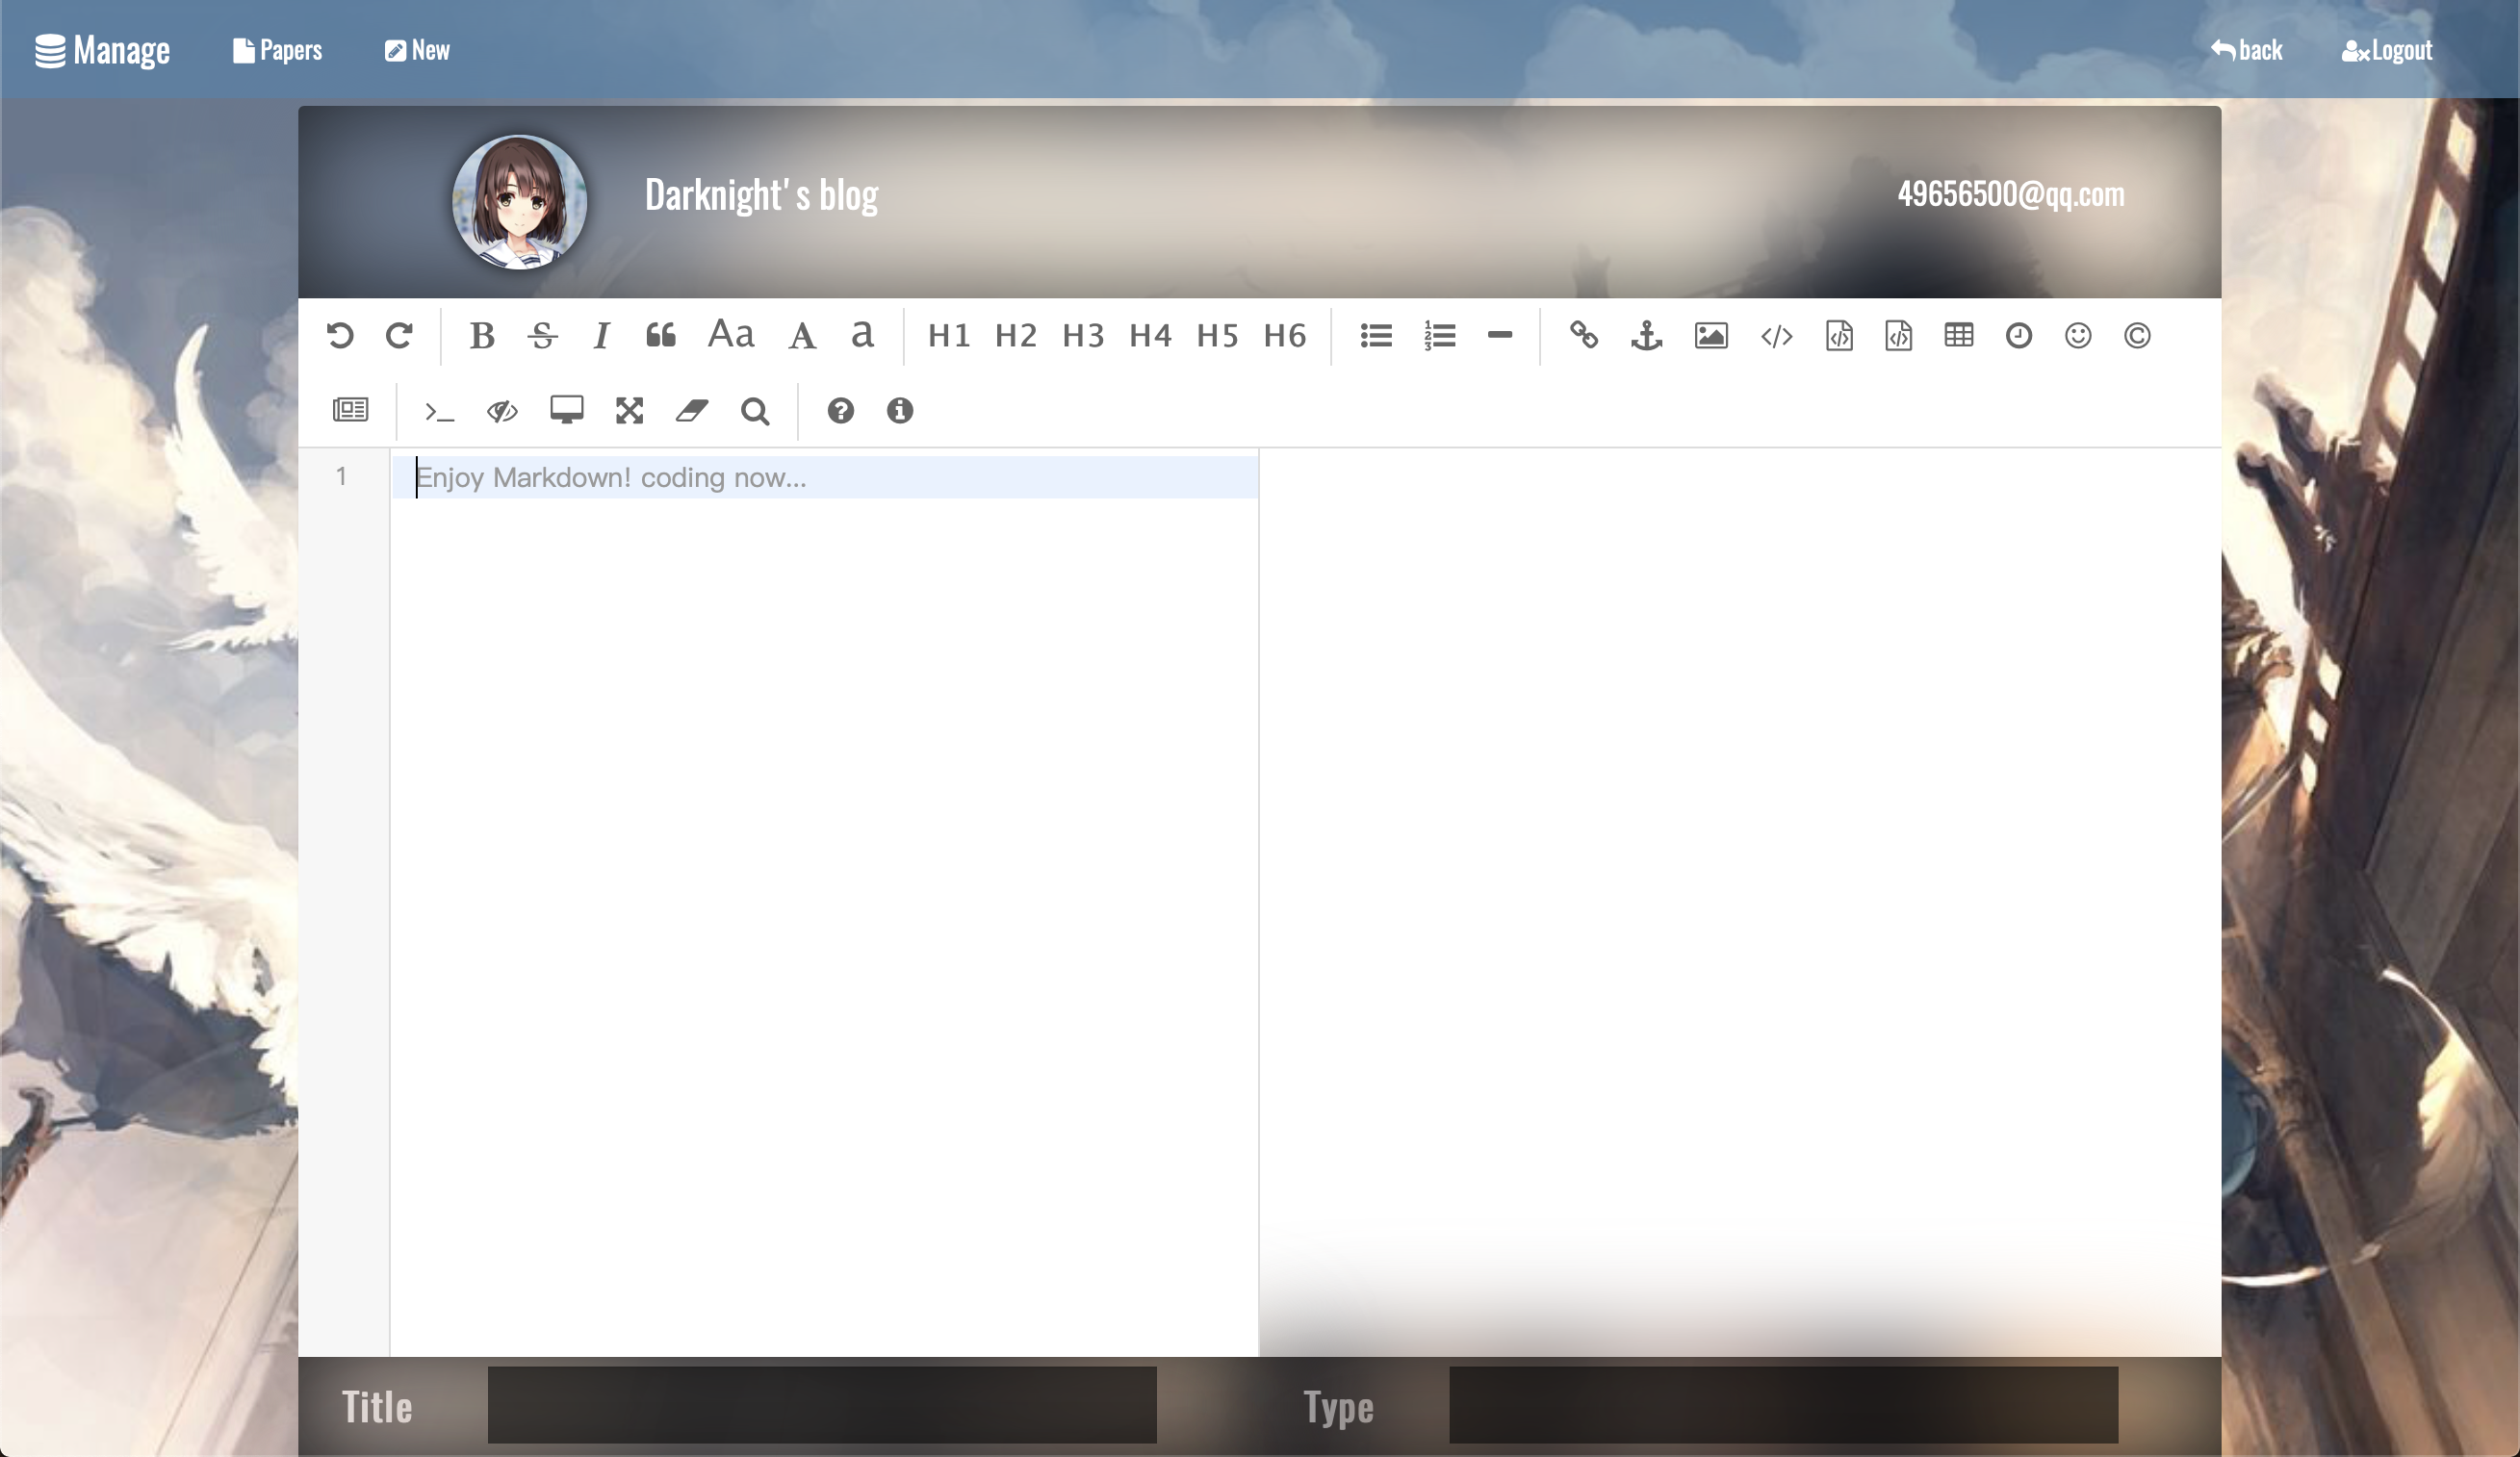 Manage Papers New back Logout
Darknight's blog 49656500@qq.com
B S I Aa A a H1 H2 H3 H4 H5 H6
1 Enjoy Markdown! coding now...
Title Type